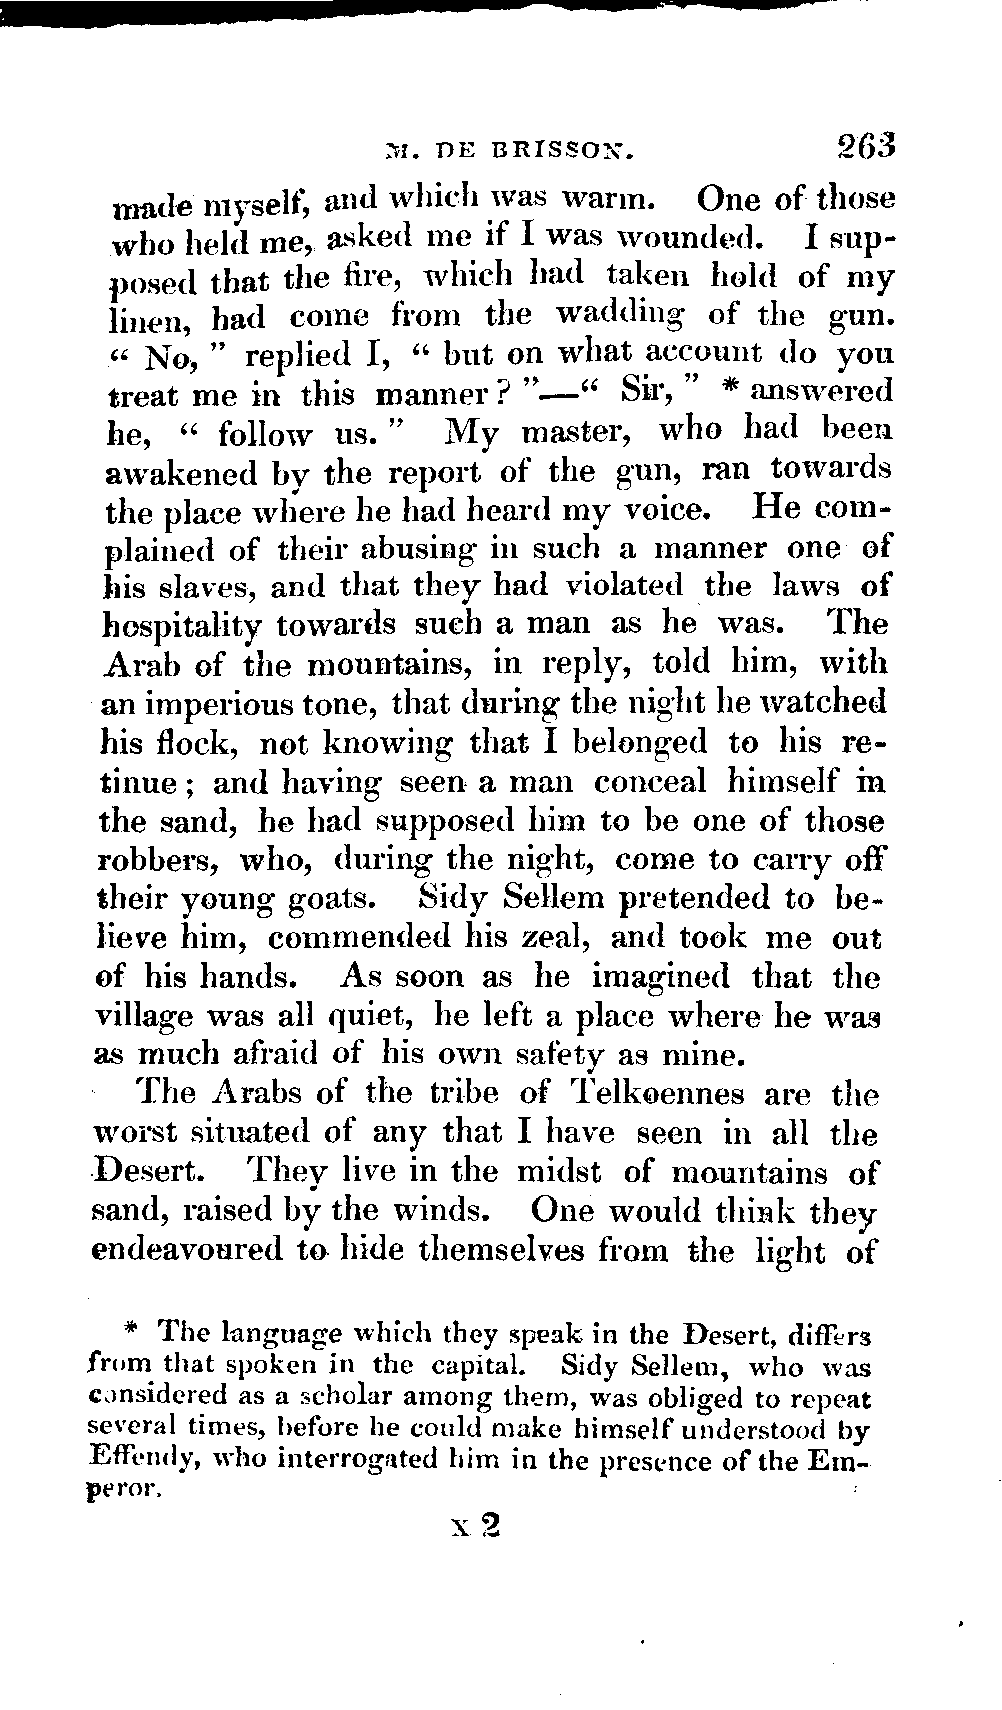 M. DE BRISSON. 263
made myself, and which was warm. One of those
who held me, asked me if I was wounded. I sup-
posed that the fire, which had taken hold of my
linen, had come from the wadding of the gun.
“ No, ” replied I, “ but on what account do you
treat me in this manner? ”—“ Sir, ” * answered
he, “ follow us. ” My master, who had been
awakened by the report of the gun, ran towards
the place where he had heard my voice. He com-
plained of their abusing in such a manner one of
his slaves, and that they had violated the laws of
hospitality towards such a man as he was. The
Arab of the mountains, in reply, told him, with
an imperious tone, that during the night he watched
his flock, not knowing that I belonged to his re-
tinue ; and having seen a man conceal himself in
the sand, he had supposed him to be one of those
robbers, who, during the night, come to carry off
their young goats. Sidy Sellem pretended to be-
lieve him, commended his zeal, and took me out
of his hands. As soon as he imagined that the
village was all quiet, he left a place where he was
as much afraid of his own safety as mine.
The Arabs of the tribe of Telkoennes are the
worst situated of any that I have seen in all the
Desert. They live in the midst of mountains of
sand, raised by the winds. One would think they
endeavoured to hide themselves from the light of
* The language which they speak in the Desert, differs
from that spoken in the capital. Sidy Sellem, who was
considered as a scholar among them, was obliged to repeat
several times, before he could make himself understood by
Effendy, who interrogated him in the presence of the Em-
peror.
X 2